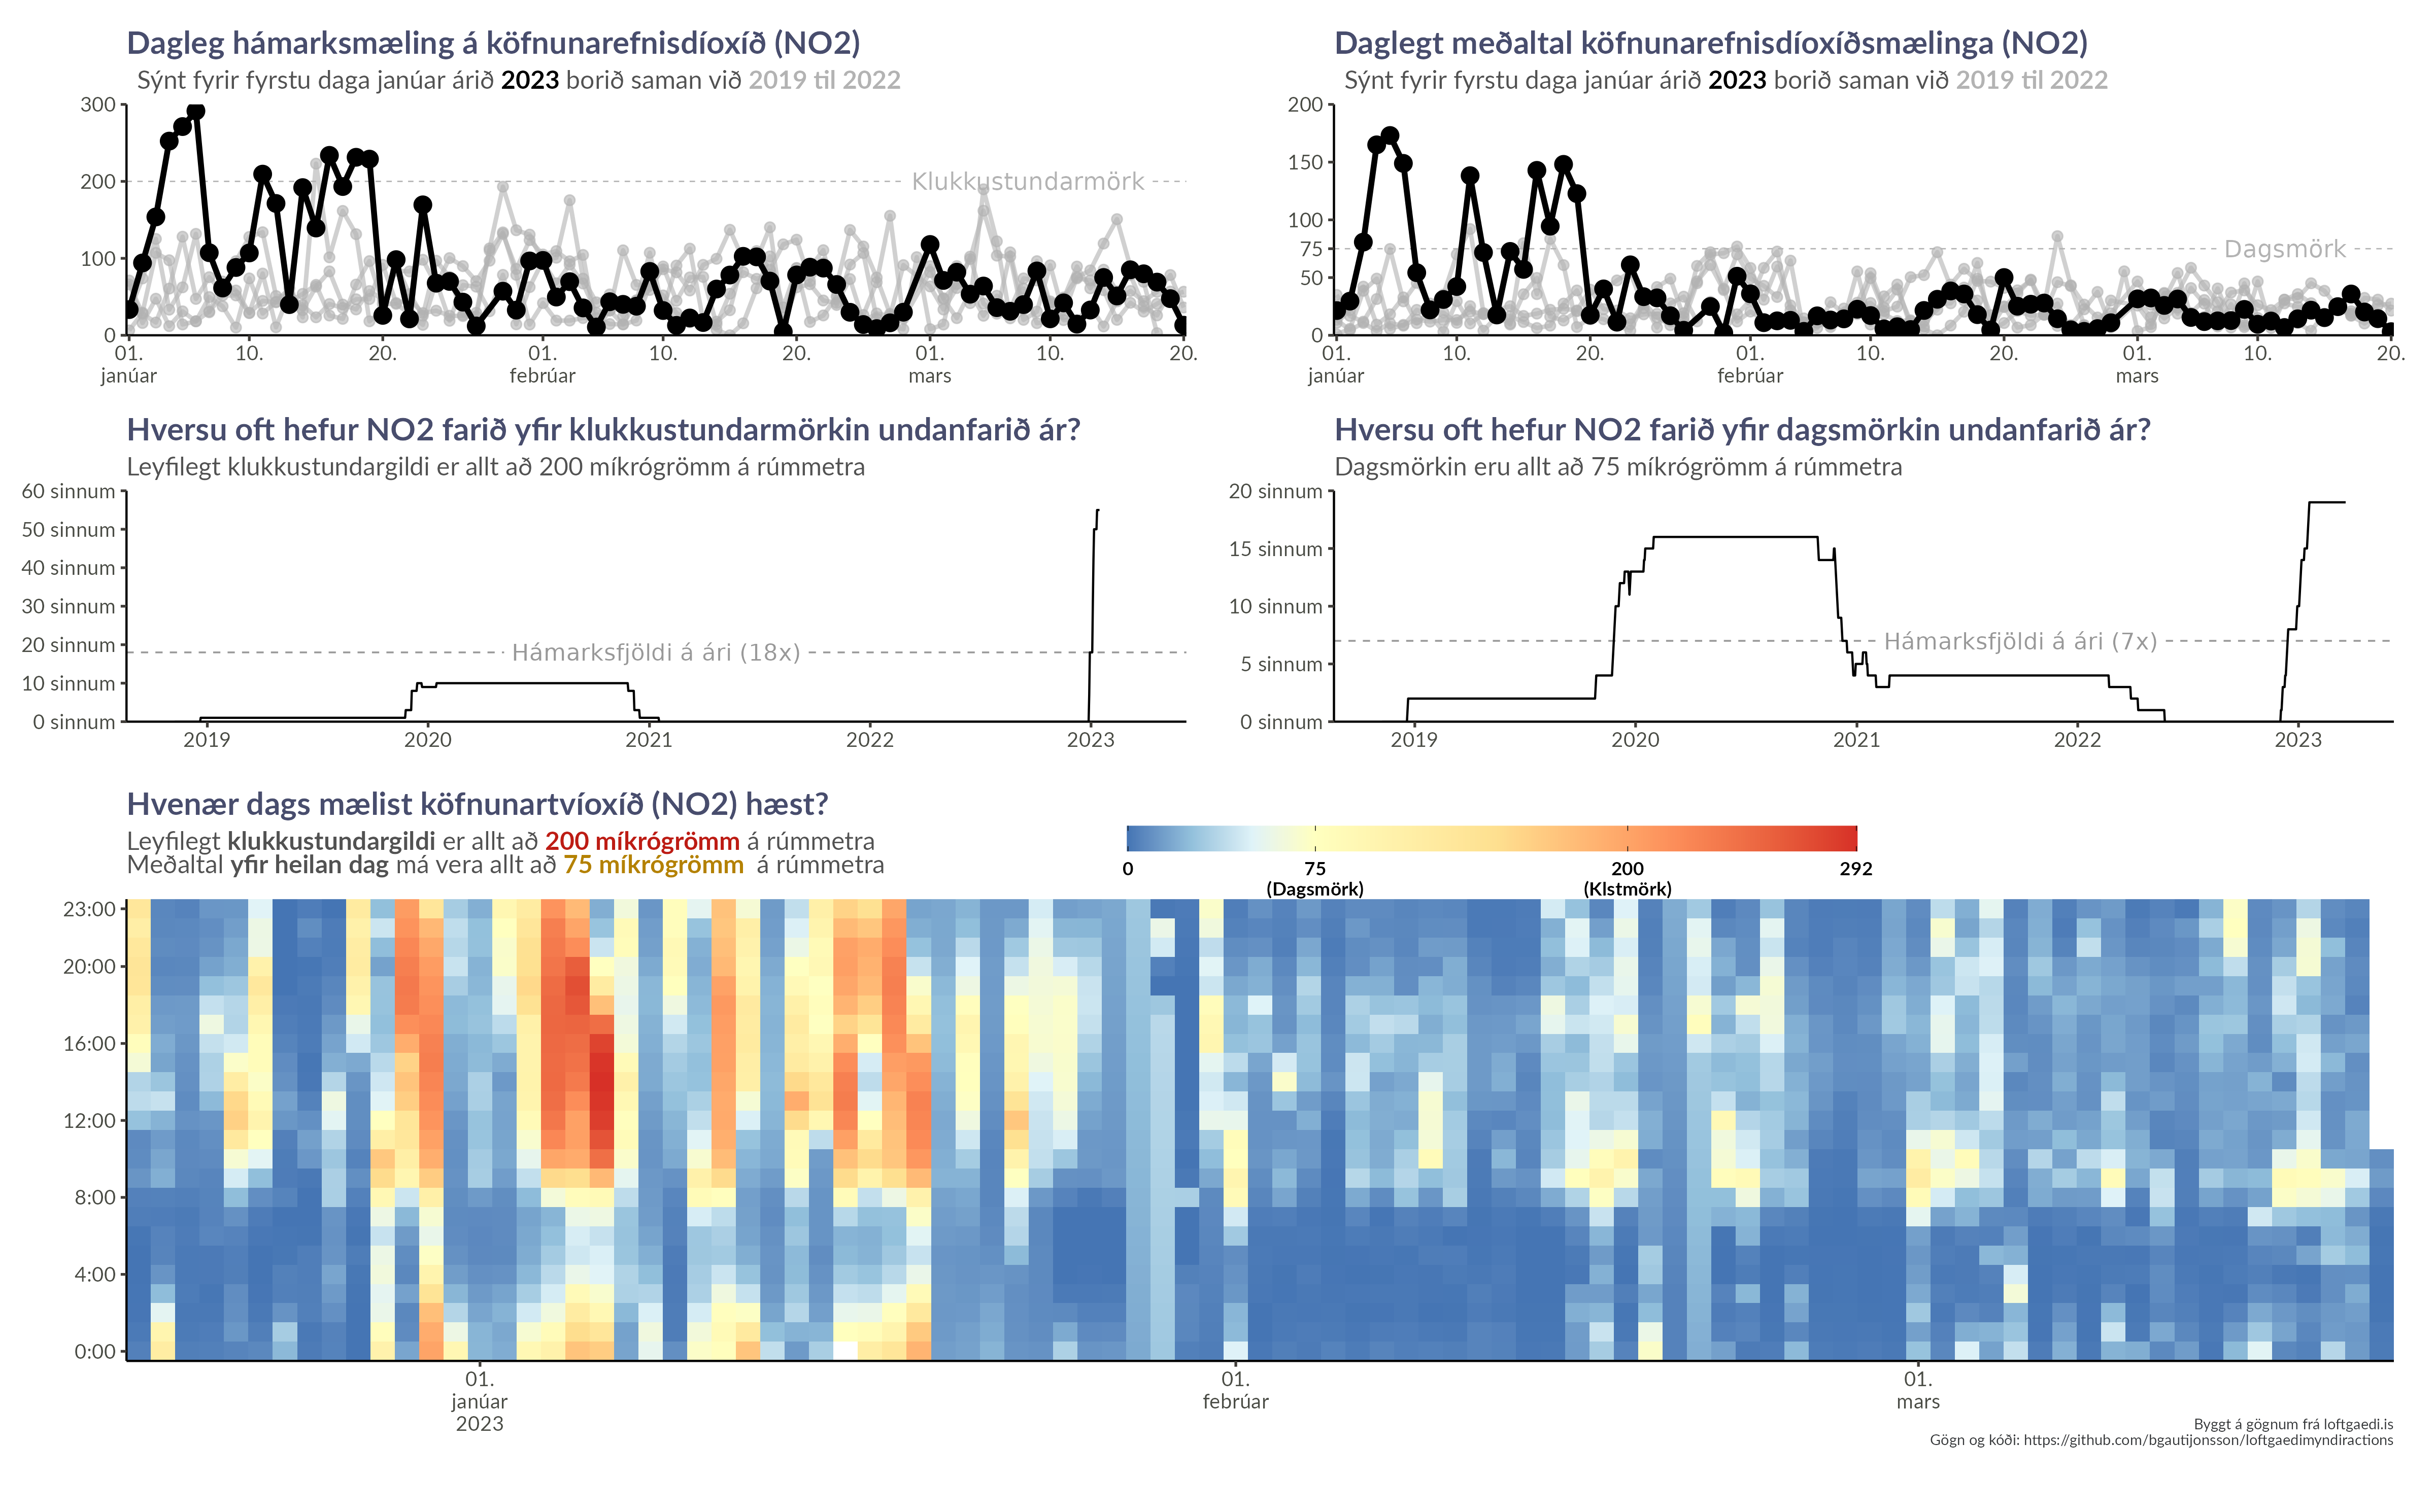 Dagleg hámarksmæling á köfnunarefnisdíoxíð (NO2)
Sýnt fyrir fyrstu daga janúar árið 2023 borið saman við 2019 til 2022
300
200
100
0
Klukkustundarmörk
01. 10. 20. 01. 10. 20. 01. 10. 20.
janúar febrúar mars
Daglegt meðaltal köfnunarefnisdíoxíðsmælinga (NO2)
Sýnt fyrir fyrstu daga janúar árið 2023 borið saman við 2019 til 2022
200
150
100
75
50
0
Dagsmörk
01. 10. 20. 01. 10. 20. 01. 10. 20.
janúar febrúar mars
Hversu oft hefur NO2 farið yfir klukkustundarmörkin undanfarið ár?
Leyfilegt klukkustundargildi er allt að 200 míkrógrömm á rúmmetra
60 sinnum
50 sinnum
40 sinnum
30 sinnum
20 sinnum
10 sinnum
0 sinnum
Hámarksfjöldi á ári (18x)
2019 2020 2021 2022 2023
Hversu oft hefur NO2 farið yfir dagsmörkin undanfarið ár?
Dagsmörkin eru allt að 75 míkrógrömm á rúmmetra
20 sinnum
15 sinnum
10 sinnum
5 sinnum
0 sinnum
Hámarksfjöldi á ári (7x)
2019 2020 2021 2022 2023
Hvenær dags mælist köfnunartvíoxíð (NO2) hæst?
Leyfilegt klukkustundargildi er allt að 200 míkrógrömm á rúmmetra
Meðaltal yfir heilan dag má vera allt að 75 míkrógrömm á rúmmetra
0 75 200 292
(Dagsmörk) (Klstmörk)
23:00
20:00
16:00
12:00
8:00
4:00
0:00
01. 01. 01.
janúar febrúar mars
2023
Byggt á gögnum frá loftgaedi.is
Gögn og kóði: https://github.com/bgautijonsson/loftgaedimyndiractions